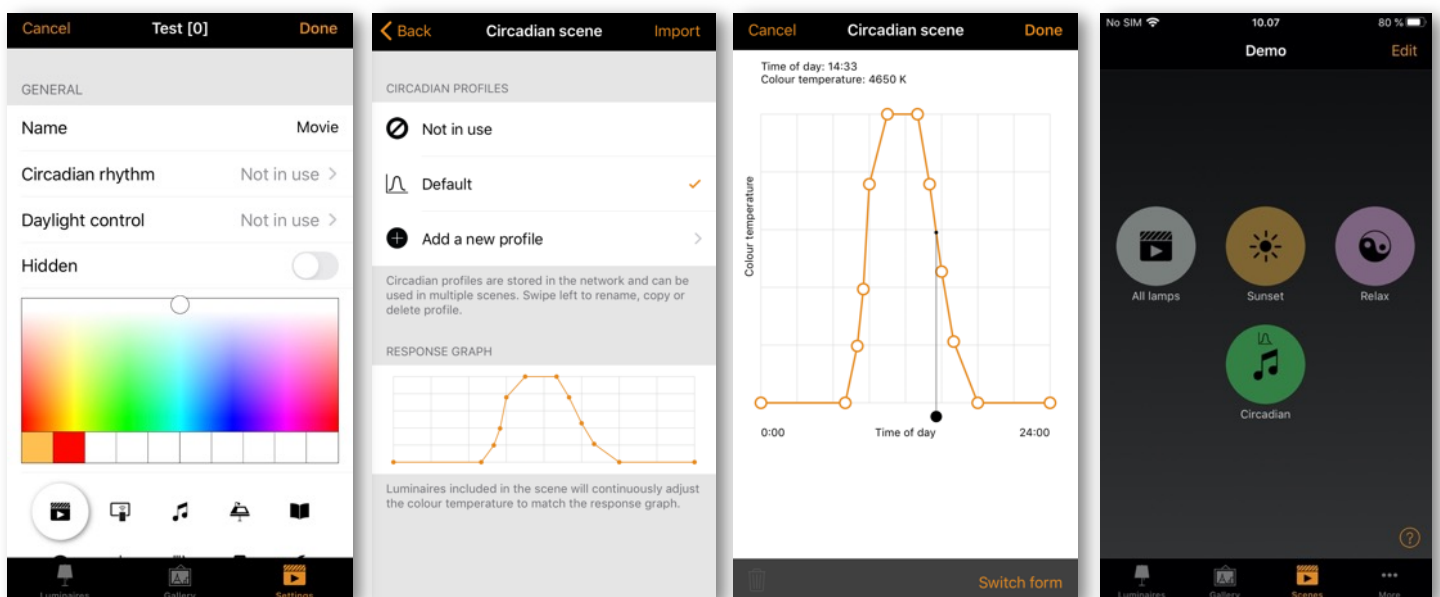 Cancel Test [0] Done
GENERAL
Name Movie
Circadian rhythm Not in use
Daylight control Not in use
Hidden
Luminaires Gallery Settings
Back Circadian scene Import
CIRCADIAN PROFILES
Not in use
Default
Add a new profile
Circadian profiles are stored in the network and can be
used in multiple scenes. Swipe left to rename, copy or
delete profile.
RESPONSE GRAPH
Luminaires included in the scene will continuously adjust
the colour temperature to match the response graph.
Cancel Circadian scene Done
Time of day: 14:33
Colour temperature: 4650 K
Colour temperature
0:00 Time of day 24:00
Switch form
No SIM 10.07 80 %
Demo Edit
All lamps Sunset Relax
Circadian
?
Luminaires Gallery Scenes More